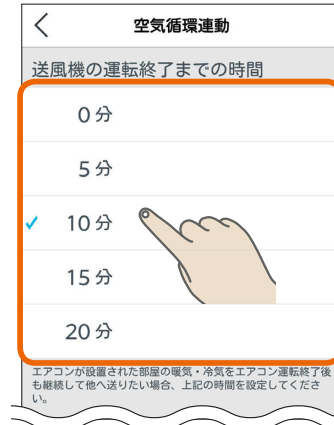 空気循環連動
送風機の運転終了までの時間
0分
5分
10分
15分
20分
エアコンが設置された部屋の暖気・冷気をエアコン運転終了後
も継続して他へ送りたい場合、上記の時間を設定してくださ
い。